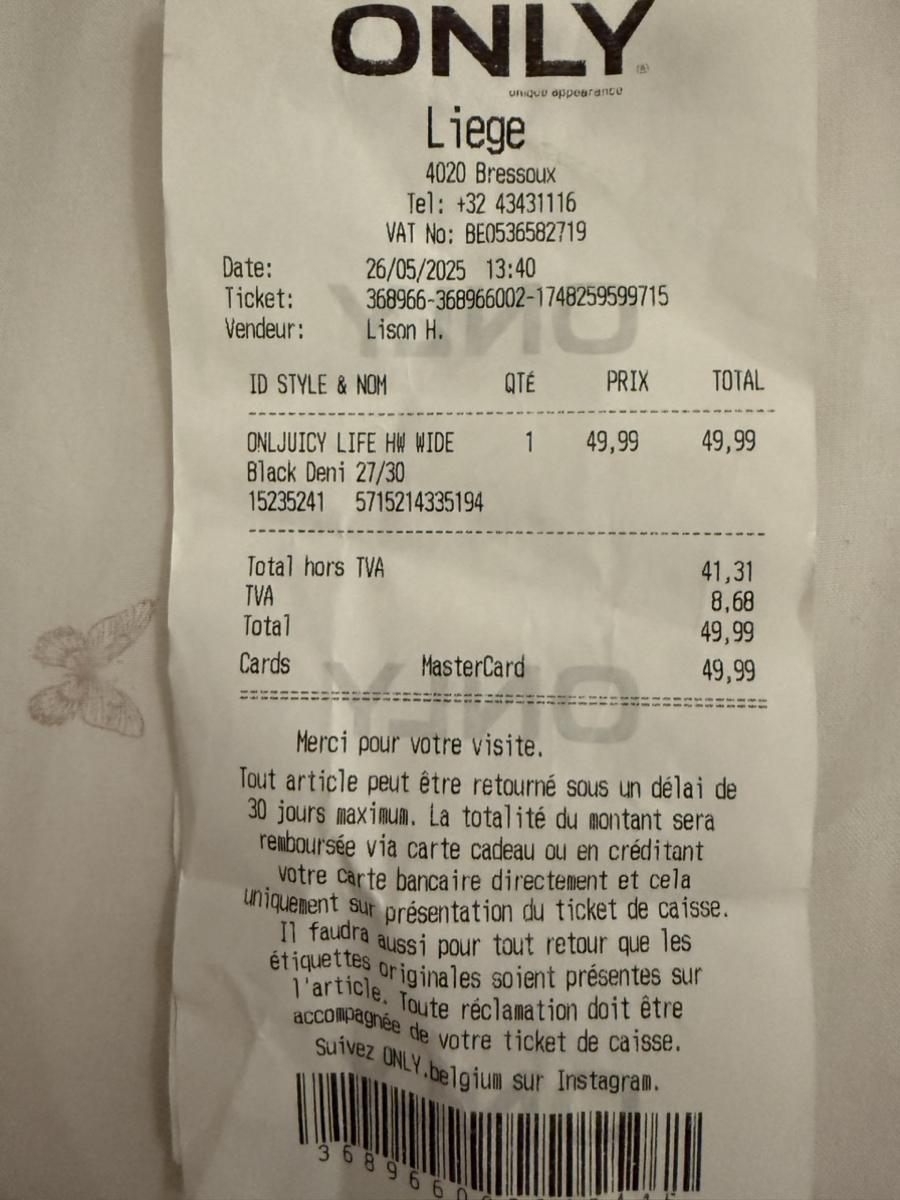 ONLY
unique appearance
Liege
4020 Bressoux
Tel: +32 43431116
VAT No: BE0536582719
Date: 26/05/2025 13:40
Ticket: 368966-368966002-1748259599715
Vendeur: Lison H.
ID STYLE & NOM QTÉ PRIX TOTAL
ONLJUICY LIFE HW WIDE 1 49,99 49,99
Black Deni 27/30
15235241 5715214335194
Total hors TVA 41,31
TVA 8,68
Total 49,99
Cards MasterCard 49,99
Merci pour votre visite.
Tout article peut être retourné sous un délai de
30 jours maximum. La totalité du montant sera
remboursée via carte cadeau ou en créditant
votre carte bancaire directement et cela
uniquement sur présentation du ticket de caisse.
Il faudra aussi pour tout retour que les
étiquettes originales soient présentes sur
l'article. Toute réclamation doit être
accompagnée de votre ticket de caisse.
Suivez ONLY.belgium sur Instagram.